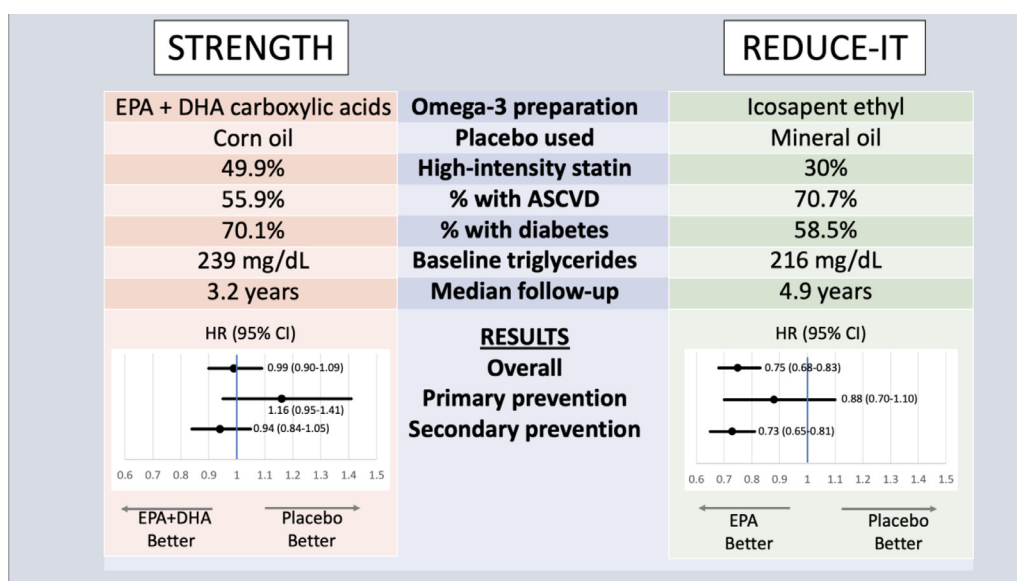 STRENGTH
REDUCE-IT
EPA + DHA carboxylic acids Omega-3 preparation Icosapent ethyl
Corn oil Placebo used Mineral oil
49.9% High-intensity statin 30%
55.9% % with ASCVD 70.7%
70.1% % with diabetes 58.5%
239 mg/dL Baseline triglycerides 216 mg/dL
3.2 years Median follow-up 4.9 years
HR (95% CI)
0.99 (0.90-1.09)
1.16 (0.95-1.41)
0.94 (0.84-1.05)
0.6 0.7 0.8 0.9 1 1.1 1.2 1.3 1.4 1.5
EPA+DHA
Better
Placebo
Better
RESULTS
Overall
Primary prevention
Secondary prevention
HR (95% CI)
0.75 (0.68-0.83)
0.88 (0.70-1.10)
0.73 (0.65-0.81)
0.6 0.7 0.8 0.9 1 1.1 1.2 1.3 1.4 1.5
EPA
Better
Placebo
Better